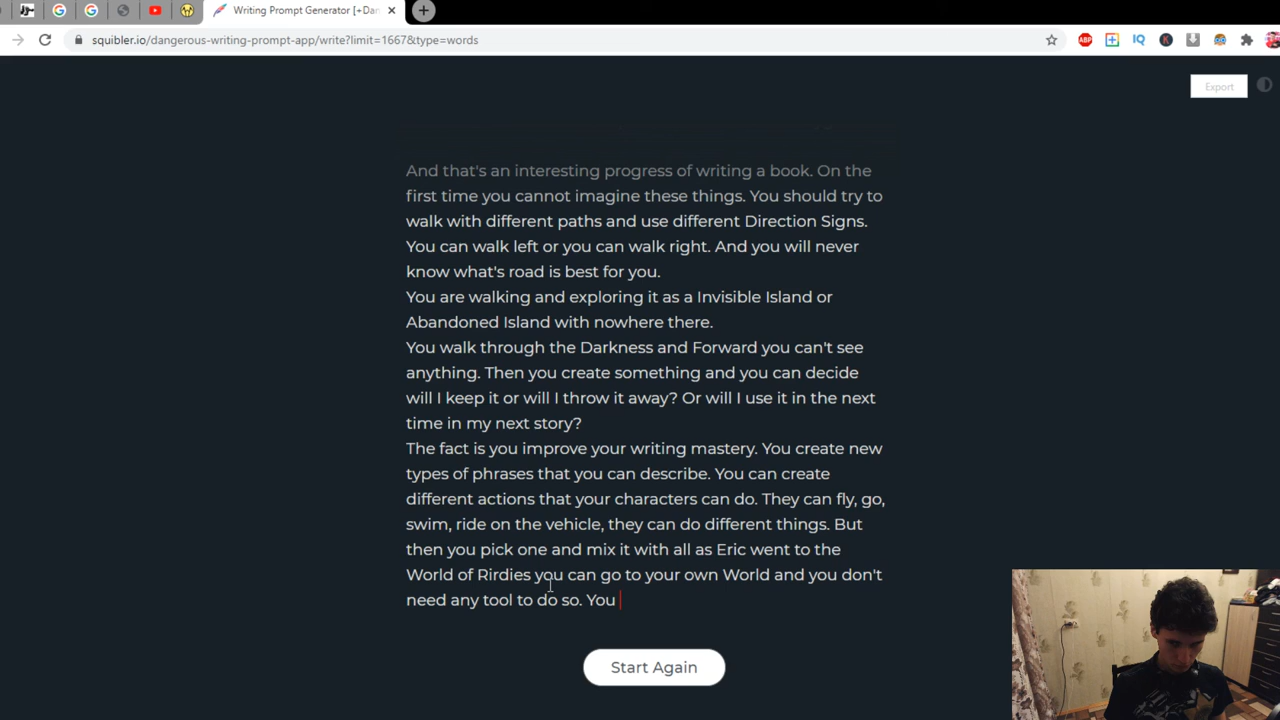 Writing Prompt Generator [+Dan
squibler.io/dangerous-writing-prompt-app/write?limit=1667&type=words
ABP
IQ
K
Export
And that's an interesting progress of writing a book. On the
first time you cannot imagine these things. You should try to
walk with different paths and use different Direction Signs.
You can walk left or you can walk right. And you will never
know what's road is best for you.
You are walking and exploring it as a Invisible Island or
Abandoned Island with nowhere there.
You walk through the Darkness and Forward you can't see
anything. Then you create something and you can decide
will I keep it or will I throw it away? Or will I use it in the next
time in my next story?
The fact is you improve your writing mastery. You create new
types of phrases that you can describe. You can create
different actions that your characters can do. They can fly, go,
swim, ride on the vehicle, they can do different things. But
then you pick one and mix it with all as Eric went to the
World of Rirdies you can go to your own World and you don't
need any tool to do so. You
Start Again